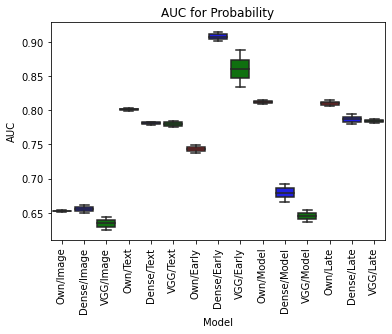 AUC for Probability
AUC
0.90
0.85
0.80
0.75
0.70
0.65
Own/Image
Dense/Image
VGG/Image
Own/Text
Dense/Text
VGG/Text
Own/Early
Dense/Early
VGG/Early
Own/Model
Dense/Model
VGG/Model
Own/Late
Dense/Late
VGG/Late
Model